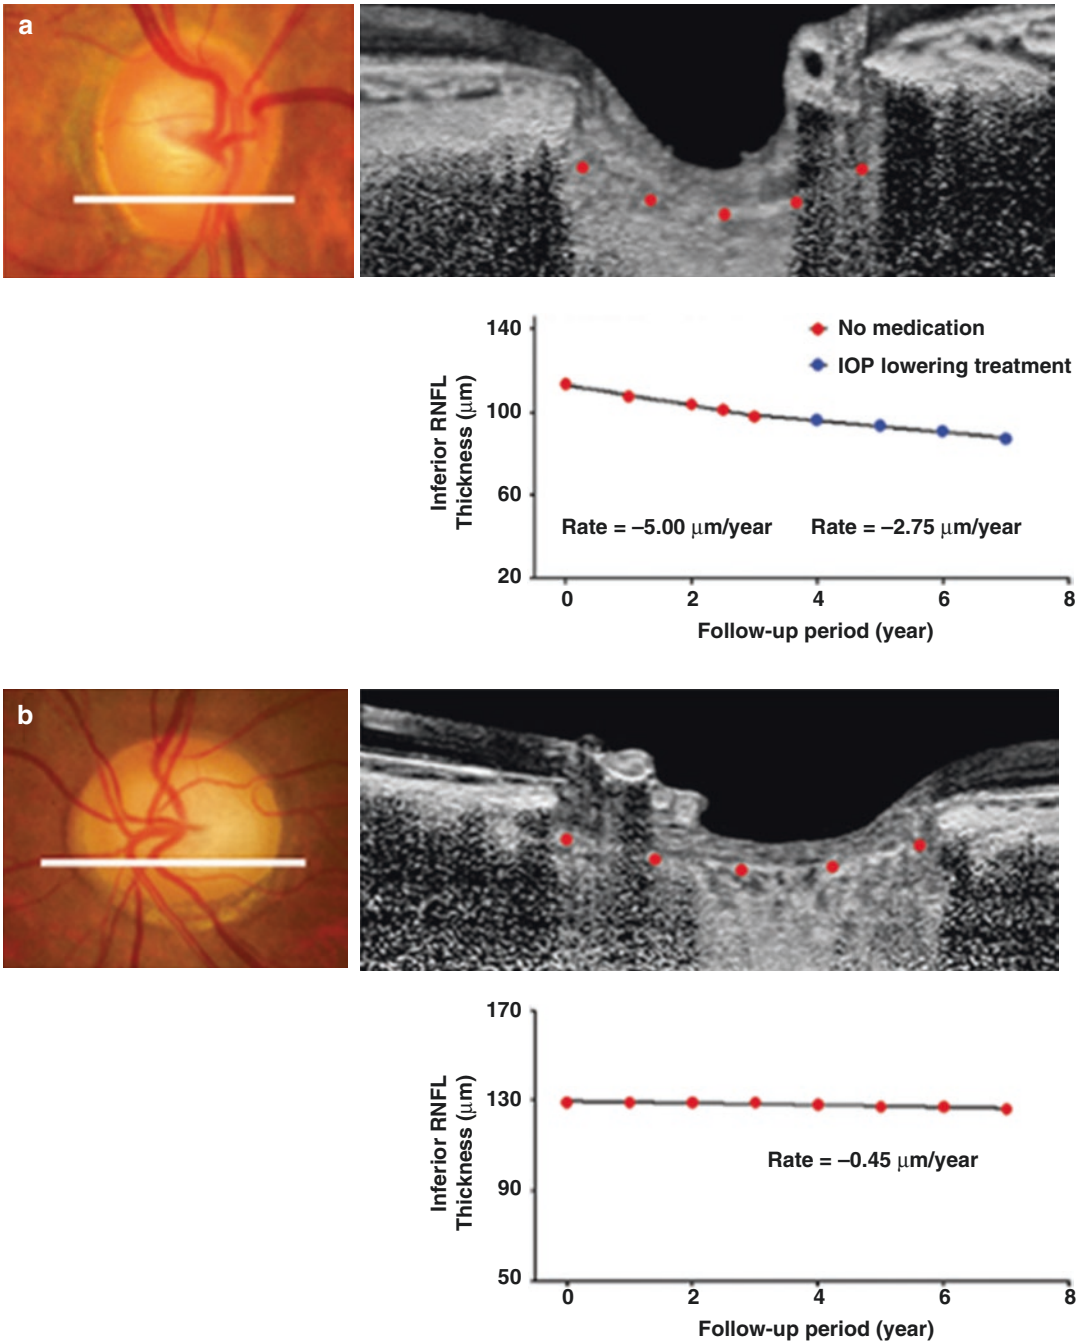 a
140
100
60
20
Inferior RNFL
Thickness (μm)
No medication
IOP lowering treatment
Rate = –5.00 μm/year Rate = –2.75 μm/year
0 2 4 6 8
Follow-up period (year)
b
170
130
90
50
Inferior RNFL
Thickness (μm)
Rate = –0.45 μm/year
0 2 4 6 8
Follow-up period (year)